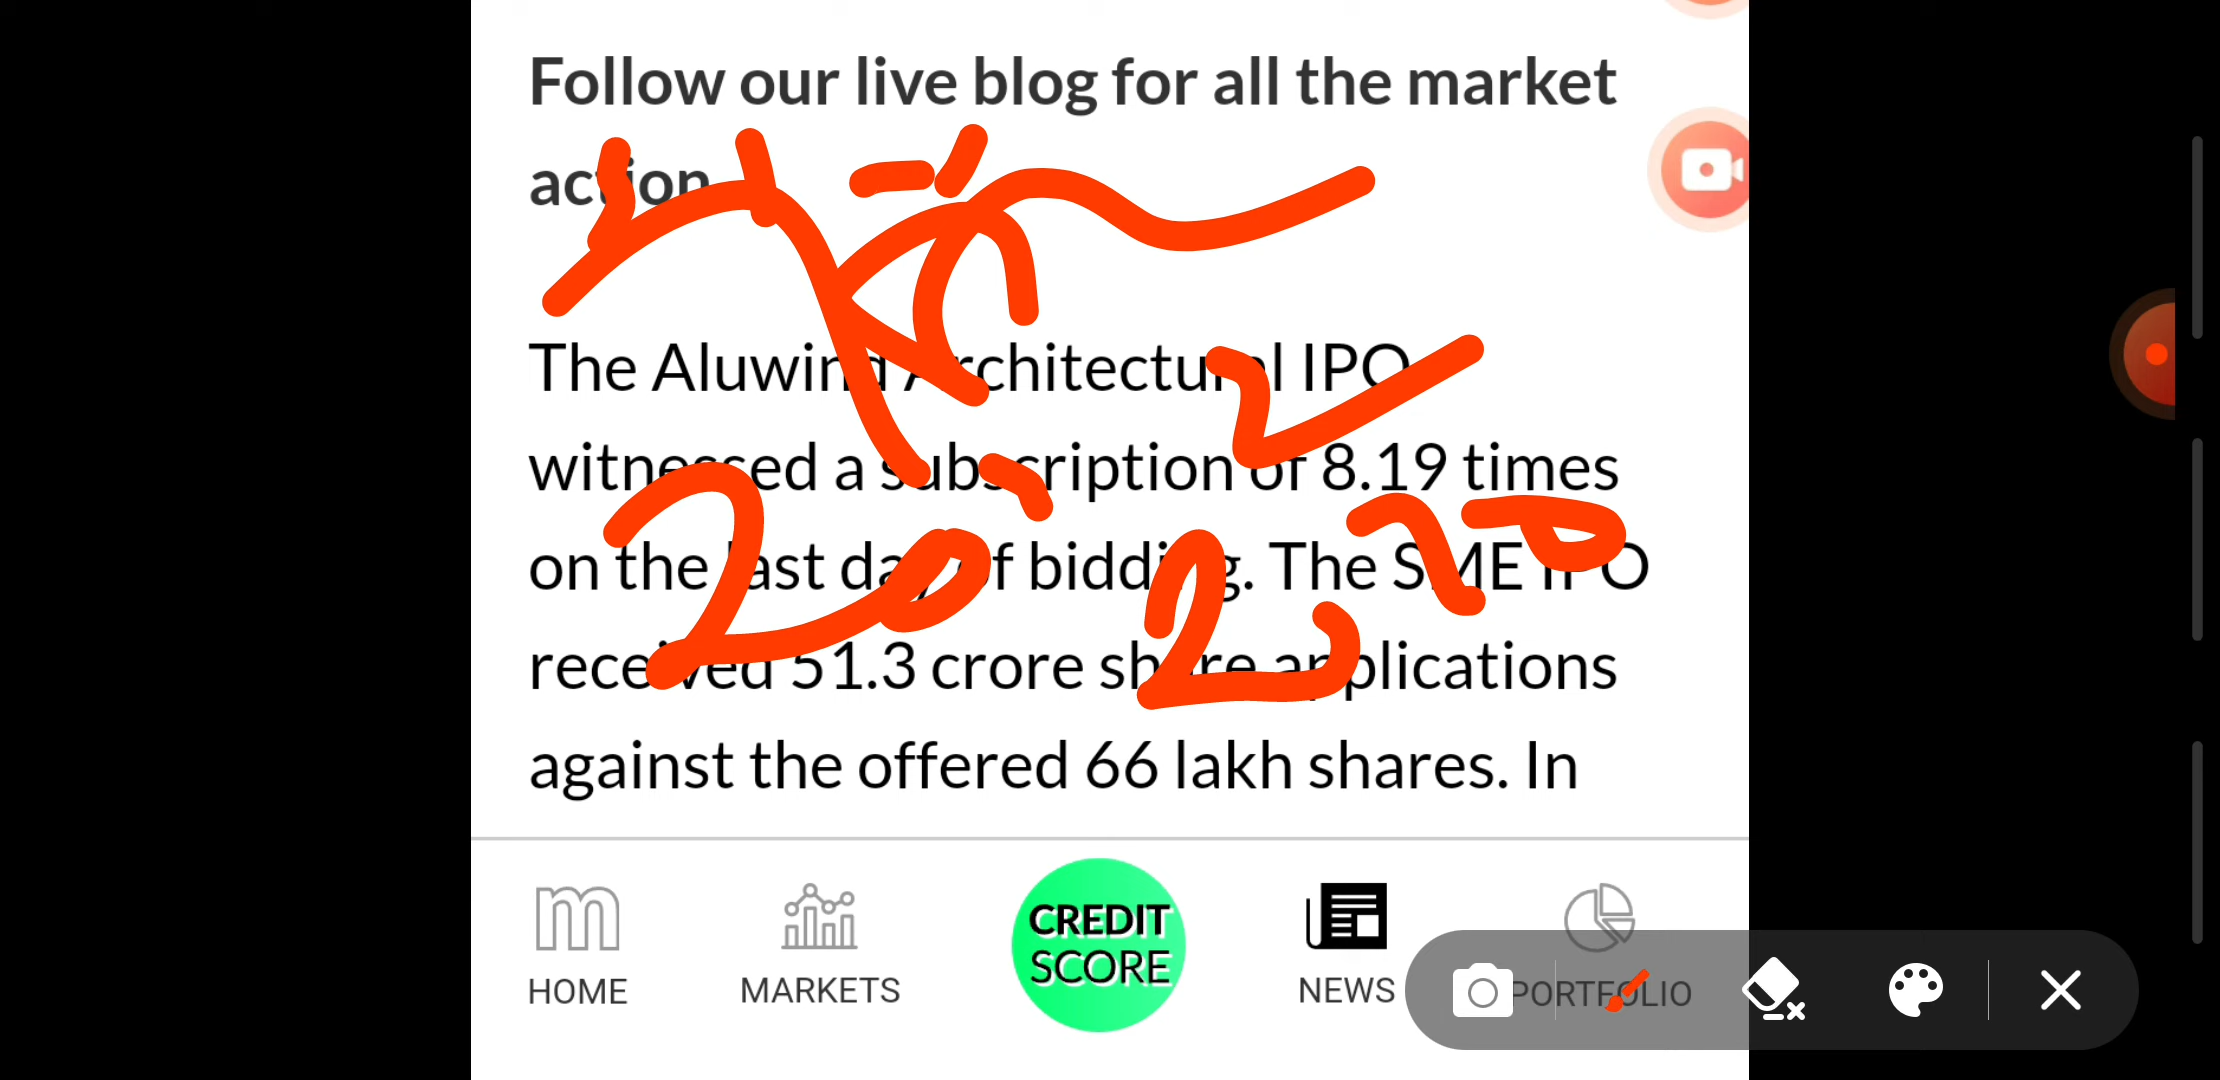 Follow our live blog for all the market
action
The Aluwind Architectural IPO
witnessed a subscription of 8.19 times
on the last day of bidding. The SME IPO
received 51.3 crore share applications
against the offered 66 lakh shares. In
HOME
MARKETS
CREDIT
SCORE
NEWS
PORTFOLIO